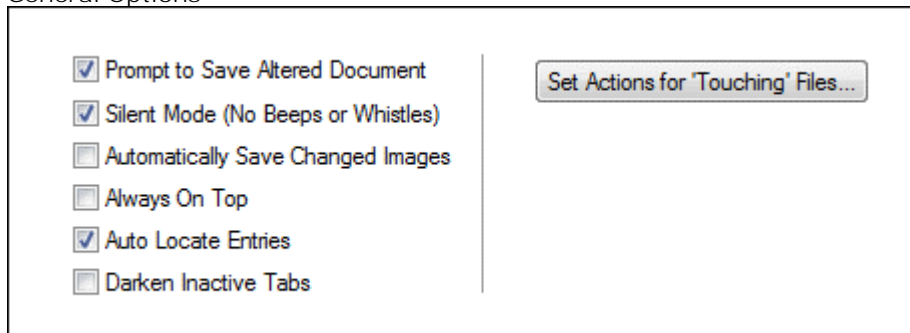 General Options
Prompt to Save Altered Document
Silent Mode (No Beeps or Whistles)
Automatically Save Changed Images
Always On Top
Auto Locate Entries
Darken Inactive Tabs
Set Actions for 'Touching' Files...